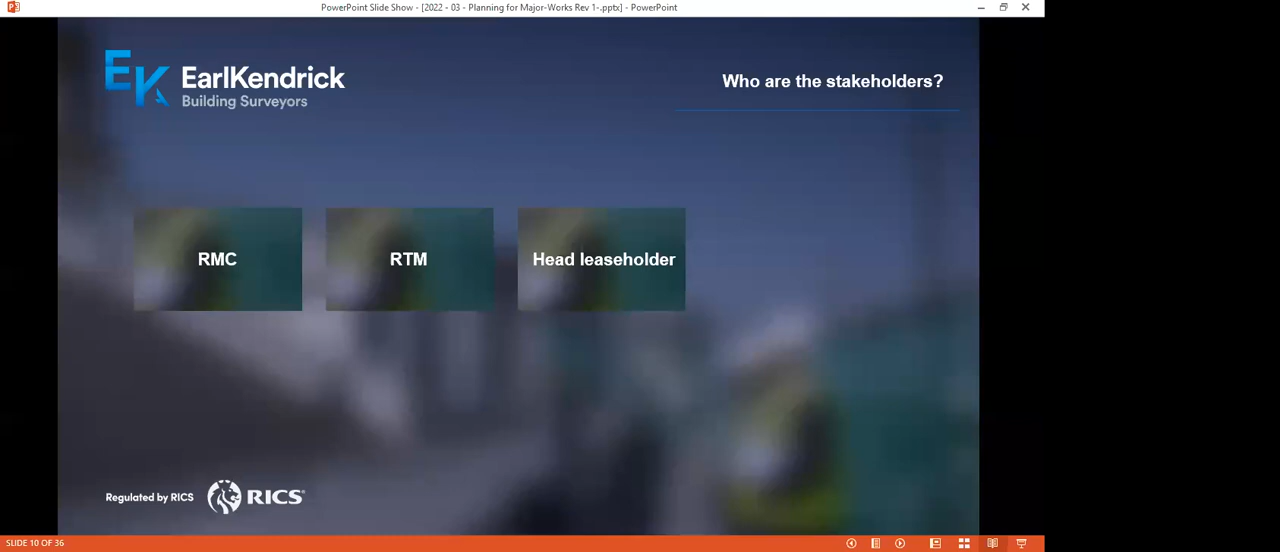 PowerPoint Slide Show - [2022 - 03 - Planning for Major-Works Rev 1-.pptx] - PowerPoint
EK EarlKendrick
Building Surveyors
Who are the stakeholders?
RMC
RTM
Head leaseholder
Regulated by RICS
RICS
SLIDE 10 OF 36